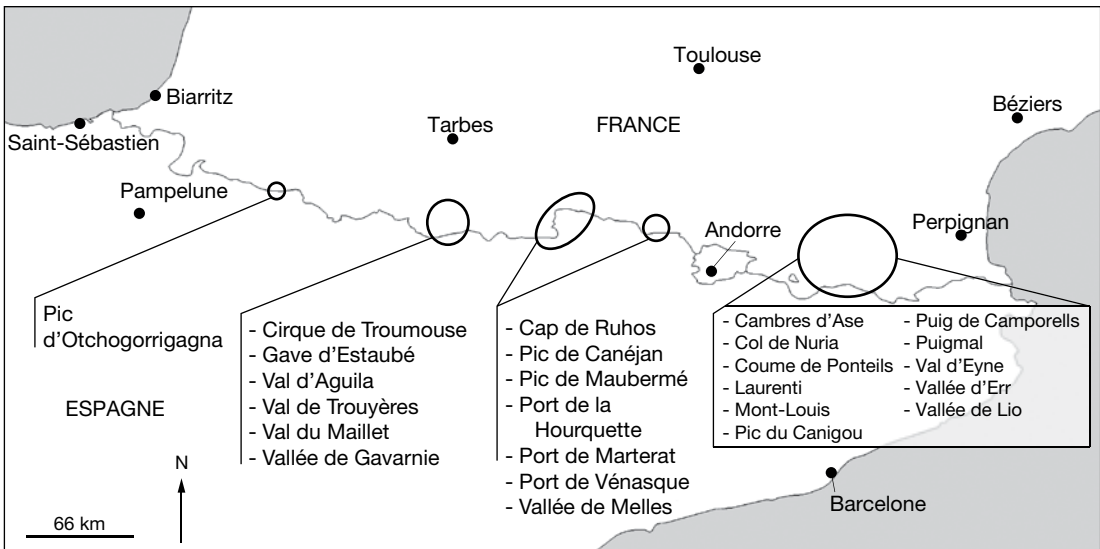 Toulouse
Biarritz
Béziers
Tarbes
FRANCE
Saint-Sébastien
Pampelune
Andorre
Perpignan
Pic
d'Otchogorrigagna
- Cirque de Troumouse
- Gave d'Estaubé
- Val d'Aguila
- Val de Trouyères
- Val du Maillet
- Vallée de Gavarnie
- Cap de Ruhos
- Pic de Canéjan
- Pic de Maubermé
- Port de la
Hourquette
- Port de Marterat
- Port de Vénasque
- Vallée de Melles
- Cambres d'Ase
- Col de Nuria
- Coume de Ponteils
- Laurenti
- Mont-Louis
- Pic du Canigou
- Puig de Camporells
- Puigmal
- Val d'Eyne
- Vallée d'Err
- Vallée de Lio
ESPAGNE
N
66 km
Barcelone